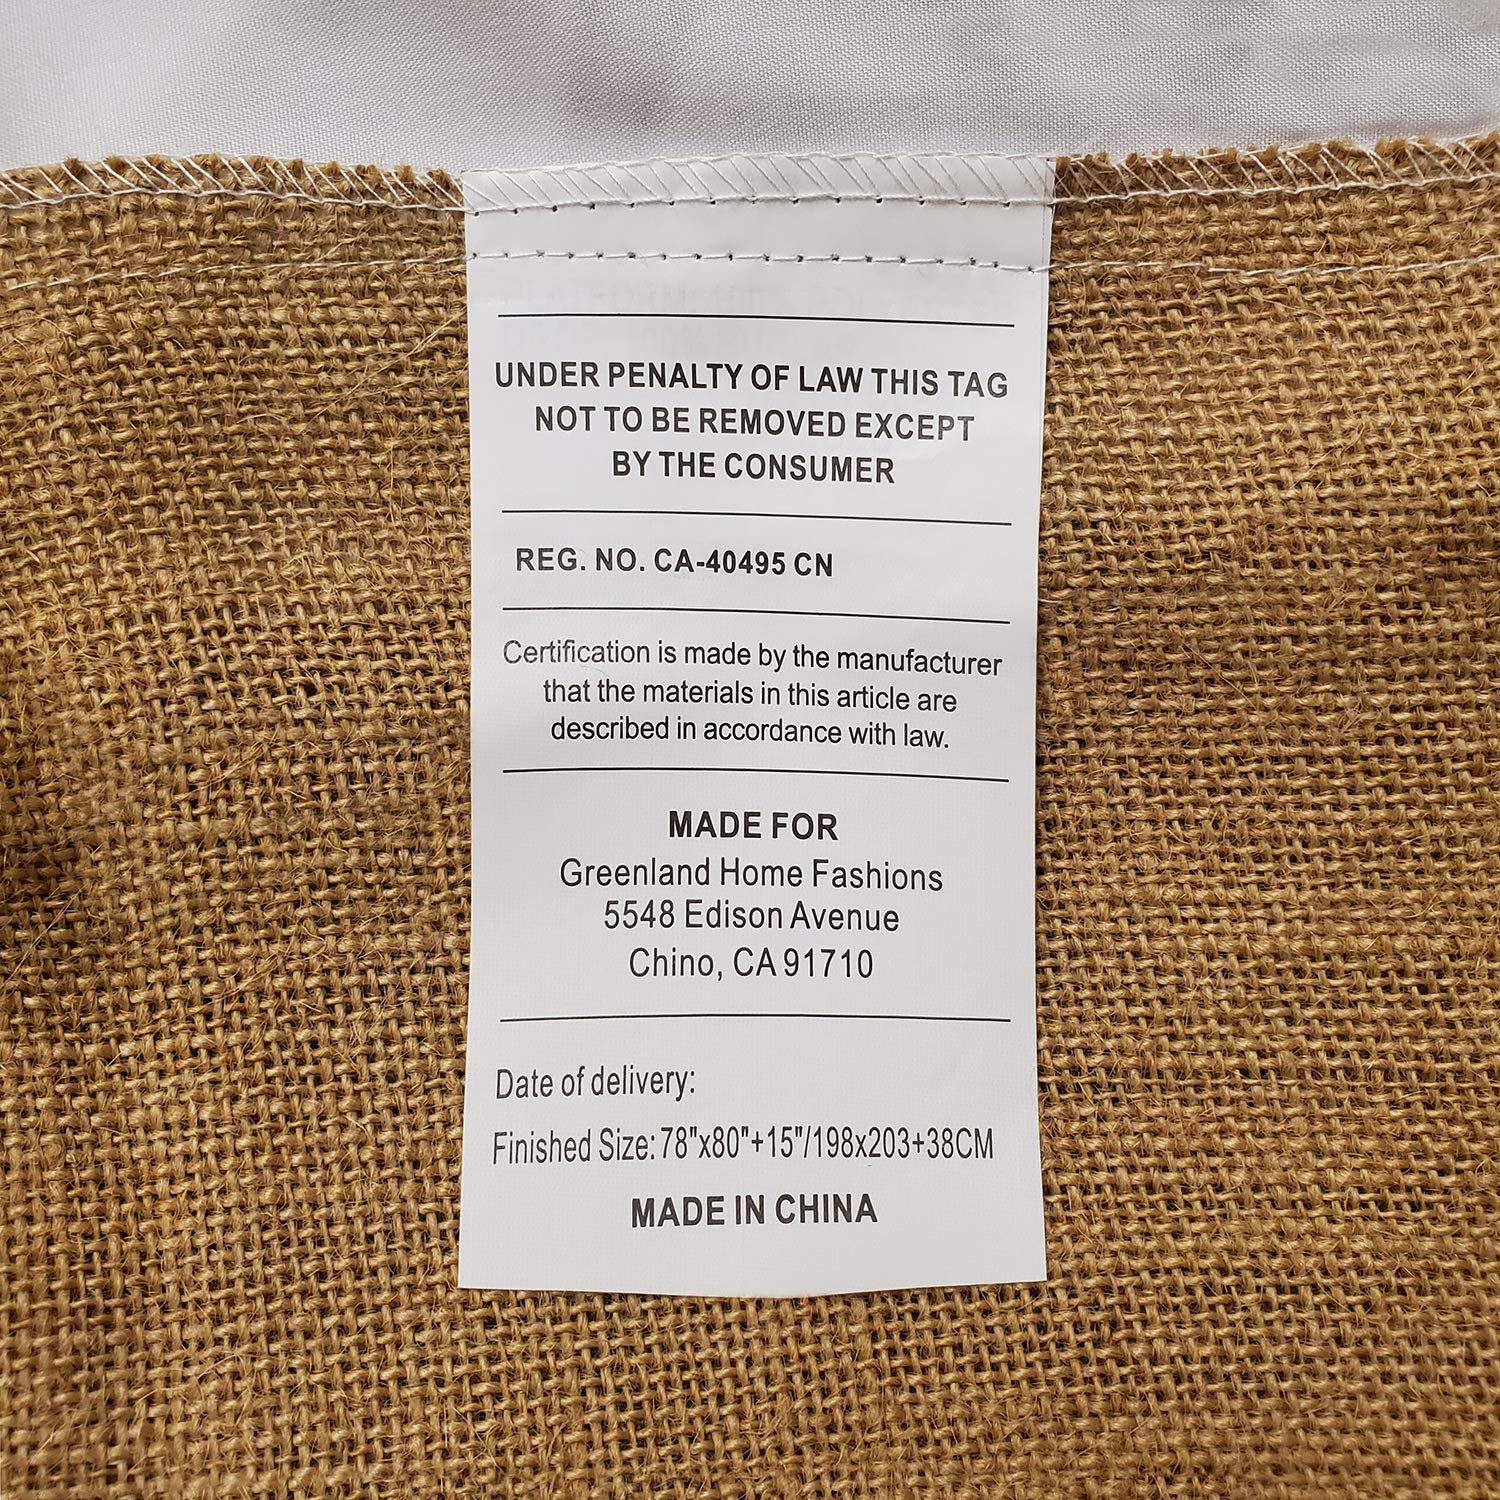 UNDER PENALTY OF LAW THIS TAG
NOT TO BE REMOVED EXCEPT
BY THE CONSUMER
REG. NO. CA-40495 CN
Certification is made by the manufacturer
that the materials in this article are
described in accordance with law.
MADE FOR
Greenland Home Fashions
5548 Edison Avenue
Chino, CA 91710
Date of delivery:
Finished Size: 78"x80"+15"/198x203+38CM
MADE IN CHINA